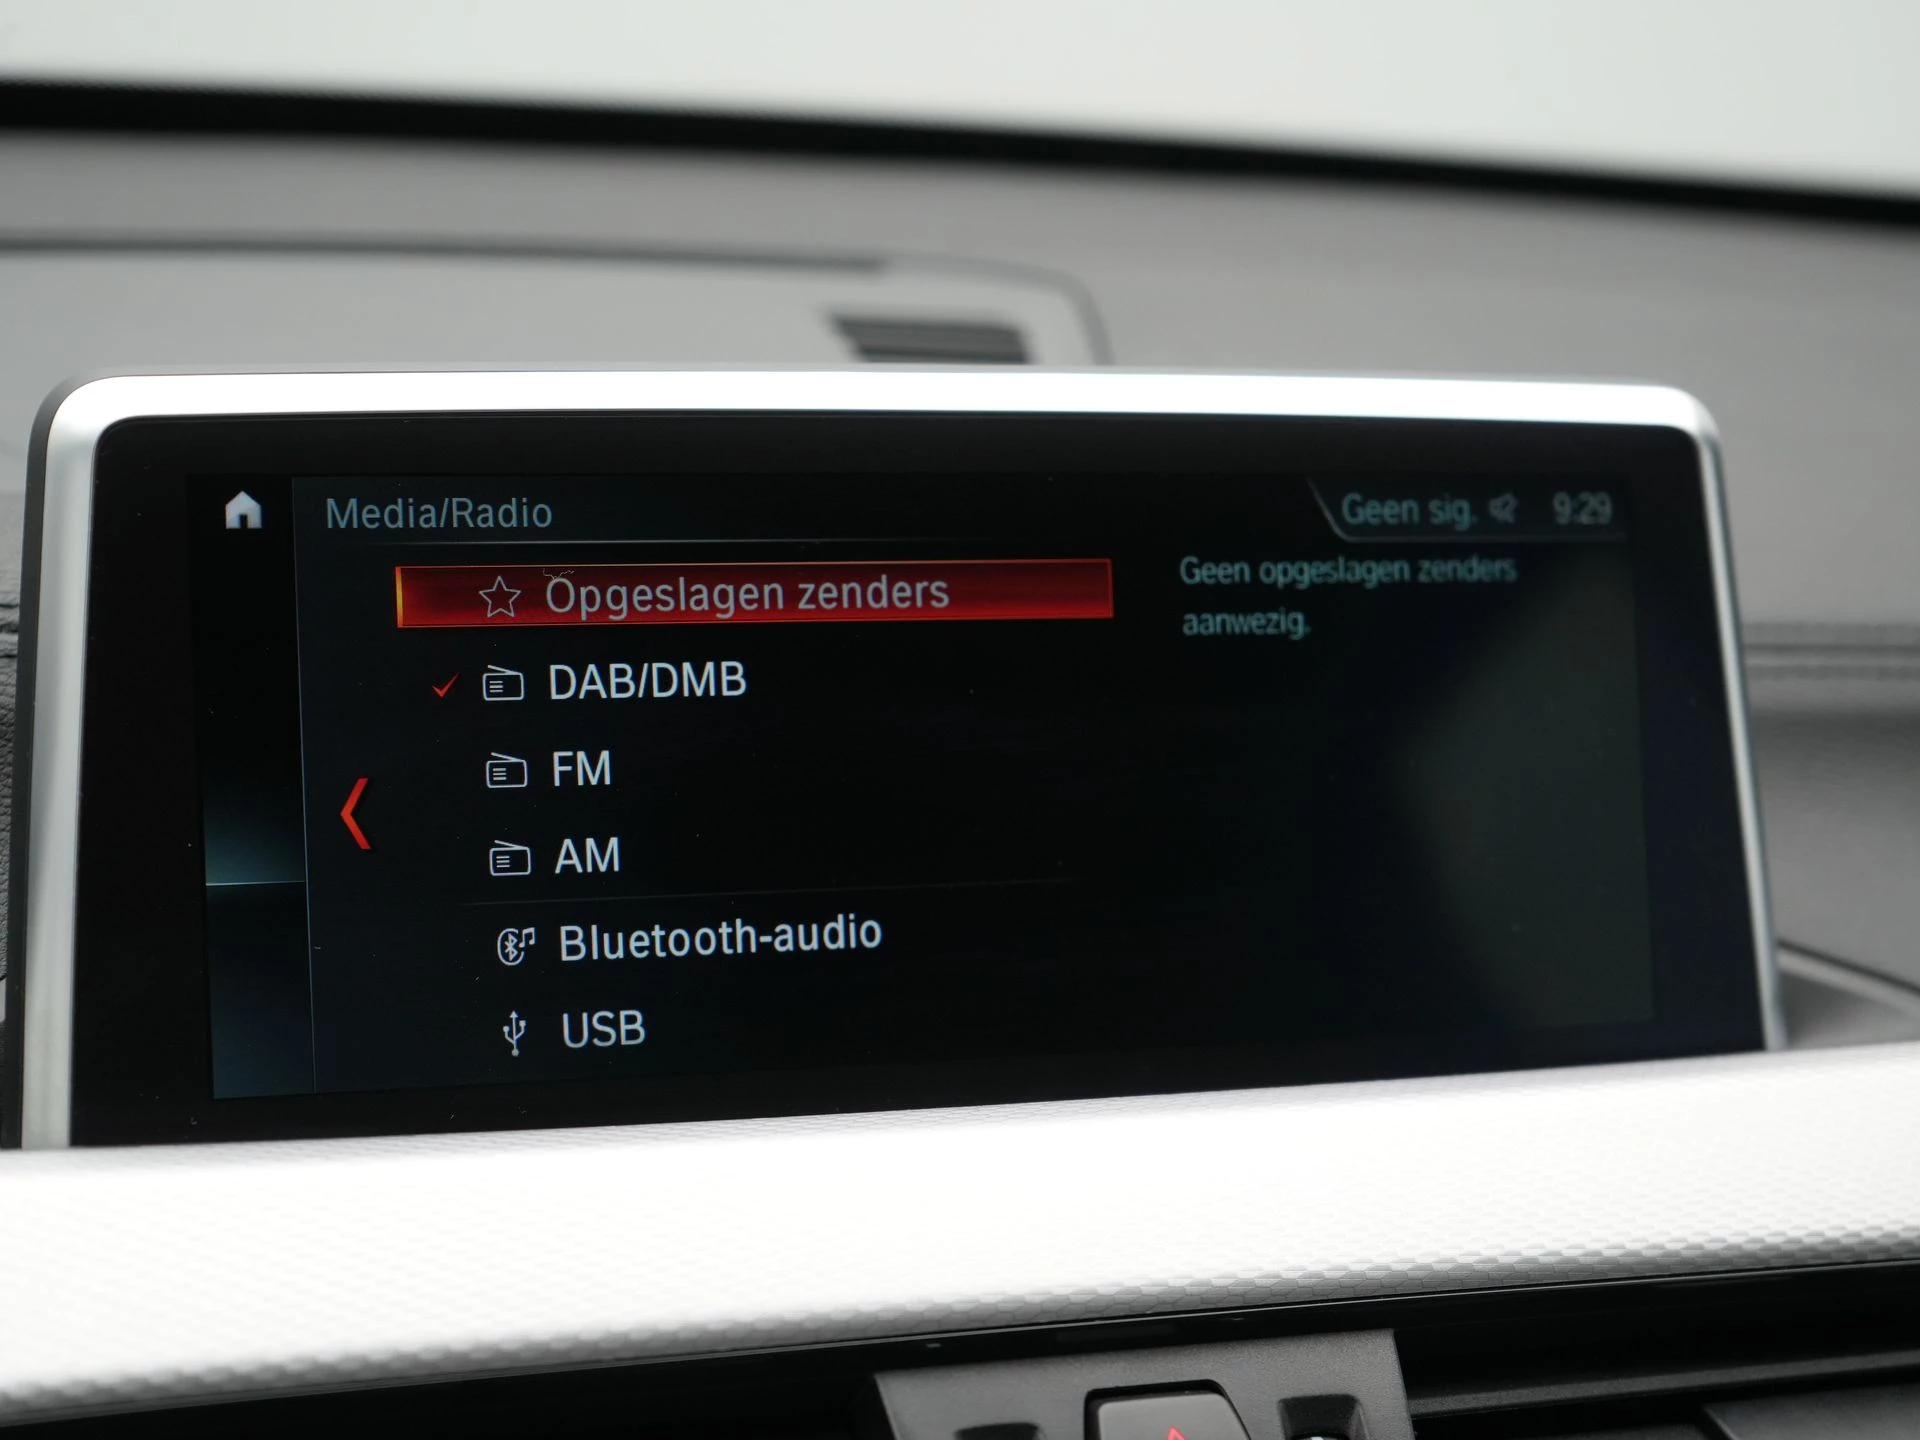 Media/Radio
Geen sig. 9:29
Opgeslagen zenders
Geen opgeslagen zenders
aanwezig.
DAB/DMB
FM
AM
Bluetooth-audio
USB